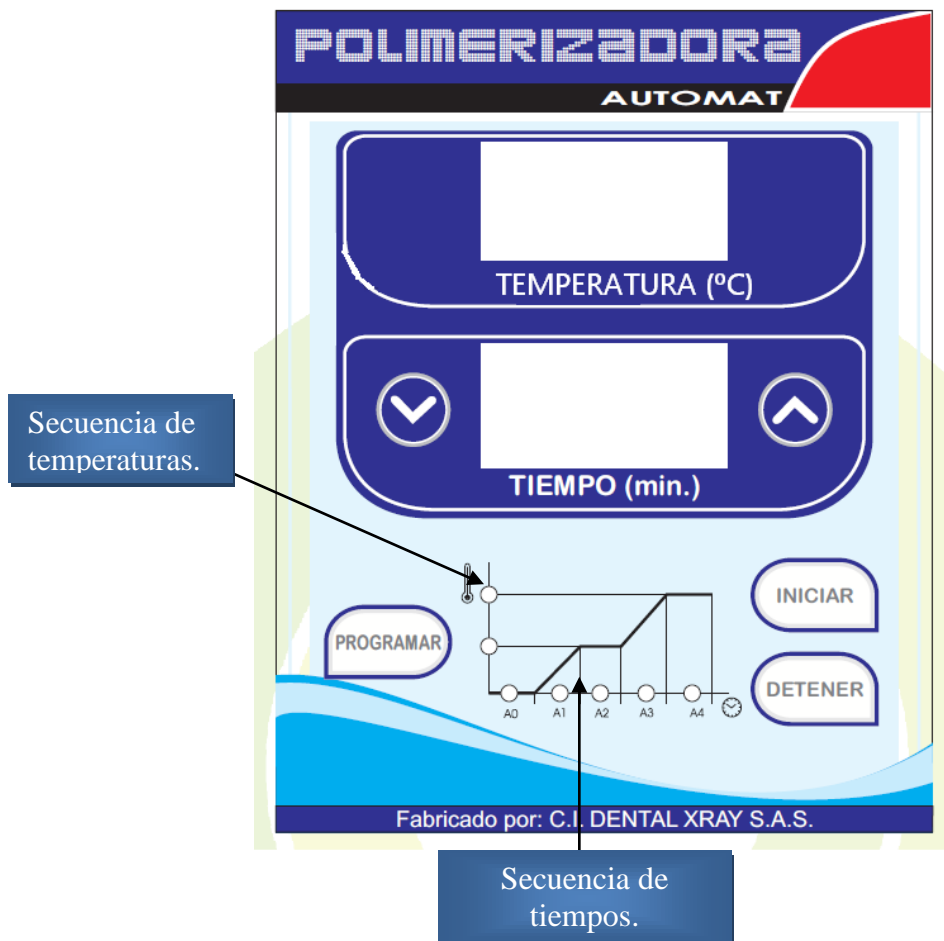 POLIMERIZADORA
AUTOMAT
TEMPERATURA (ºC)
Secuencia de
temperaturas.
TIEMPO (min.)
INICIAR
PROGRAMAR
DETENER
A0 A1 A2 A3 A4
Fabricado por: C.I. DENTAL XRAY S.A.S.
Secuencia de
tiempos.